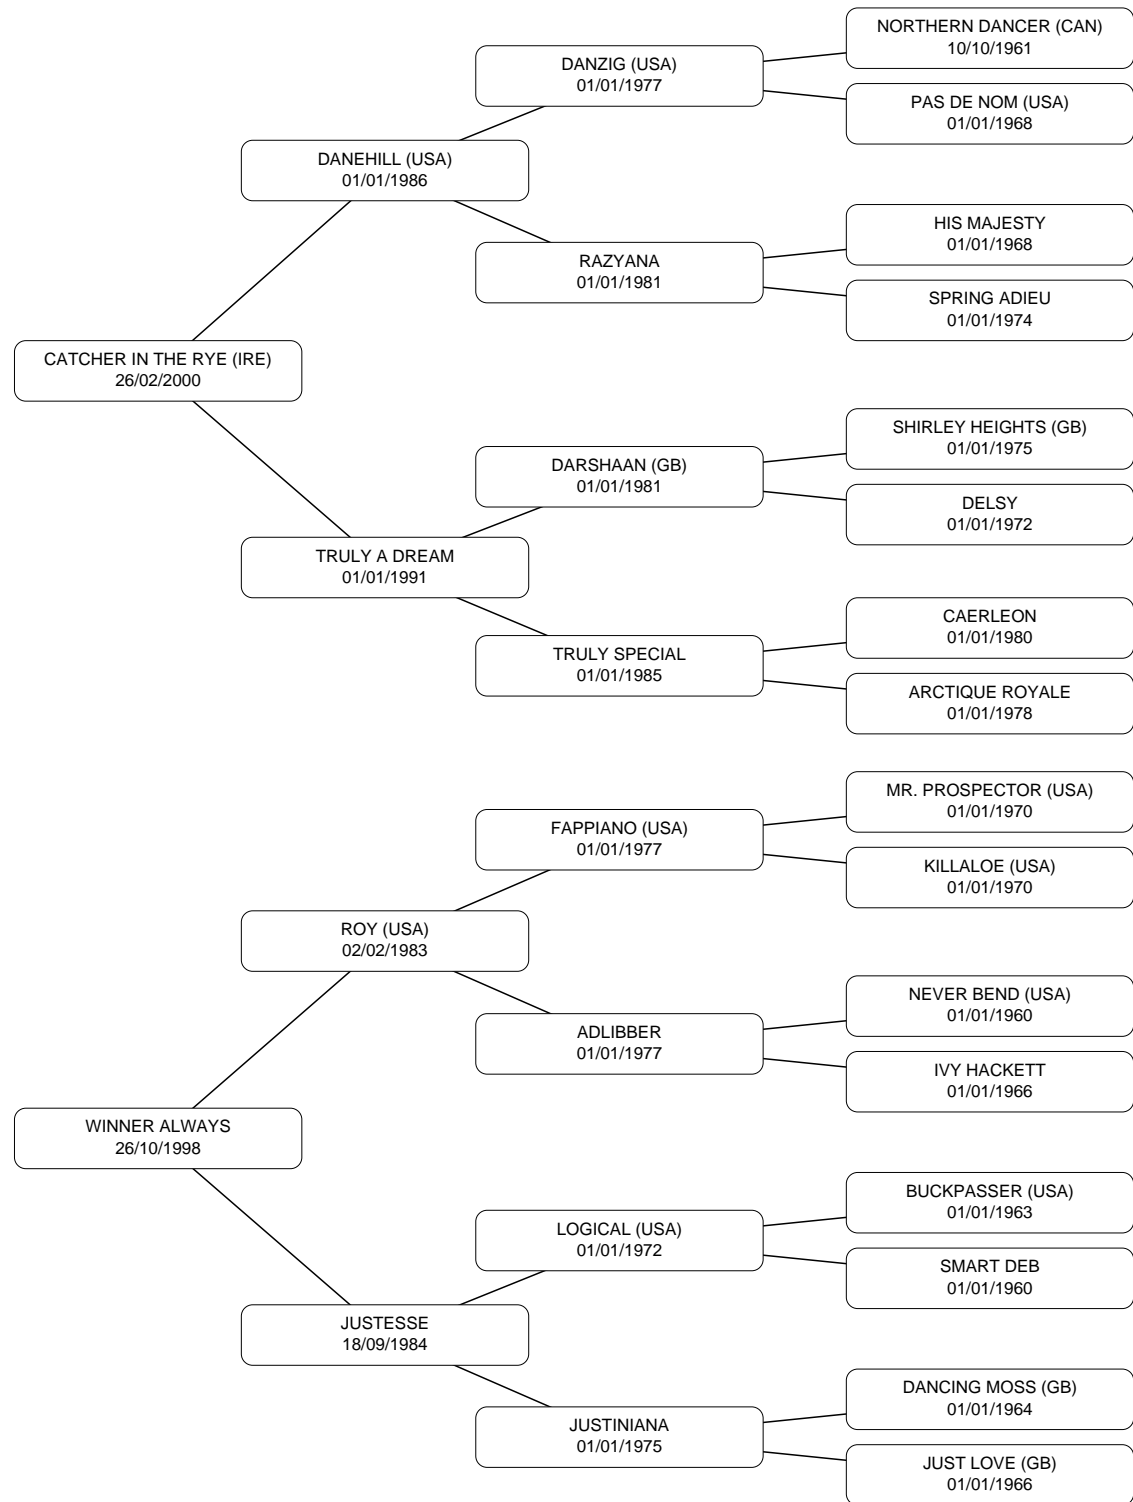 NORTHERN DANCER (CAN)
10/10/1961
DANZIG (USA)
01/01/1977
PAS DE NOM (USA)
01/01/1968
DANEHILL (USA)
01/01/1986
HIS MAJESTY
01/01/1968
RAZYANA
01/01/1981
SPRING ADIEU
01/01/1974
CATCHER IN THE RYE (IRE)
26/02/2000
SHIRLEY HEIGHTS (GB)
01/01/1975
DARSHAAN (GB)
01/01/1981
DELSY
01/01/1972
TRULY A DREAM
01/01/1991
CAERLEON
01/01/1980
TRULY SPECIAL
01/01/1985
ARCTIQUE ROYALE
01/01/1978
MR. PROSPECTOR (USA)
01/01/1970
FAPPIANO (USA)
01/01/1977
KILLALOE (USA)
01/01/1970
ROY (USA)
02/02/1983
NEVER BEND (USA)
01/01/1960
ADLIBBER
01/01/1977
IVY HACKETT
01/01/1966
WINNER ALWAYS
26/10/1998
BUCKPASSER (USA)
01/01/1963
LOGICAL (USA)
01/01/1972
SMART DEB
01/01/1960
JUSTESSE
18/09/1984
DANCING MOSS (GB)
01/01/1964
JUSTINIANA
01/01/1975
JUST LOVE (GB)
01/01/1966